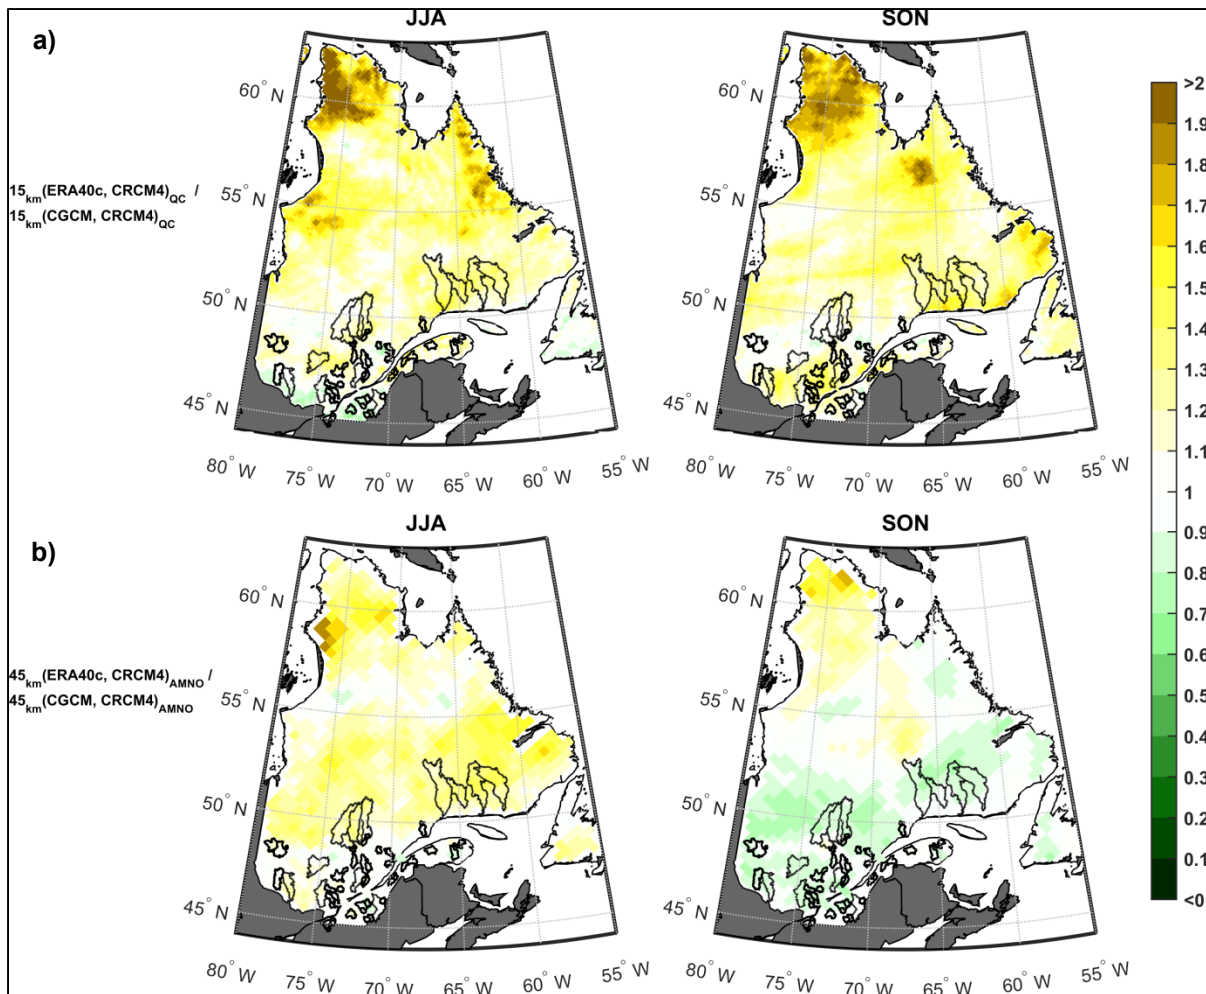 JJA
SON
a)
60° N
55° N
50° N
45° N
80° W
75° W
70° W
65° W
60° W
55° W
60° N
55° N
50° N
45° N
80° W
75° W
70° W
65° W
60° W
55° W
15km(ERA40c, CRCM4)QC /
15km(CGCM, CRCM4)QC
JJA
SON
b)
60° N
55° N
50° N
45° N
80° W
75° W
70° W
65° W
60° W
55° W
60° N
55° N
50° N
45° N
80° W
75° W
70° W
65° W
60° W
55° W
45km(ERA40c, CRCM4)AMNO /
45km(CGCM, CRCM4)AMNO
>2
1.9
1.8
1.7
1.6
1.5
1.4
1.3
1.2
1.1
1
0.9
0.8
0.7
0.6
0.5
0.4
0.3
0.2
0.1
<0